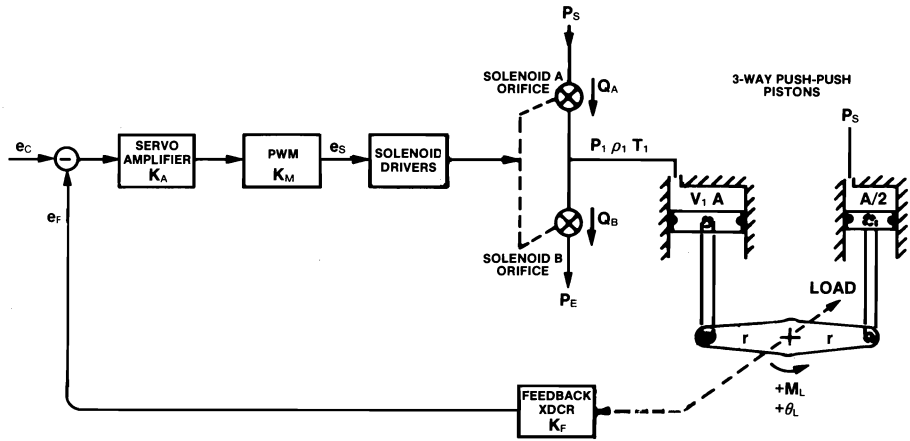 P_S
SOLENOID A
ORIFICE
Q_A
3-WAY PUSH-PUSH
PISTONS
P_S
e_C
SERVO
AMPLIFIER
K_A
PWM
K_M
e_S
SOLENOID
DRIVERS
P_1 ρ_1 T_1
V_1 A
A/2
e_F
Q_B
SOLENOID B
ORIFICE
P_E
LOAD
r
r
+M_L
+θ_L
FEEDBACK
XDCR
K_F